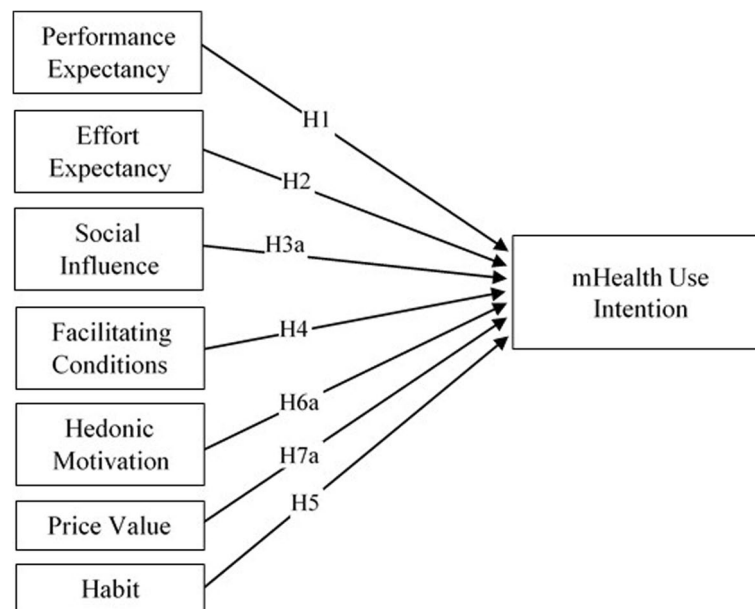 Performance
Expectancy
H1
Effort
Expectancy
H2
Social
Influence
H3a
mHealth Use
Intention
Facilitating
Conditions
H4
Hedonic
Motivation
H6a
Price Value
H7a
Habit
H5